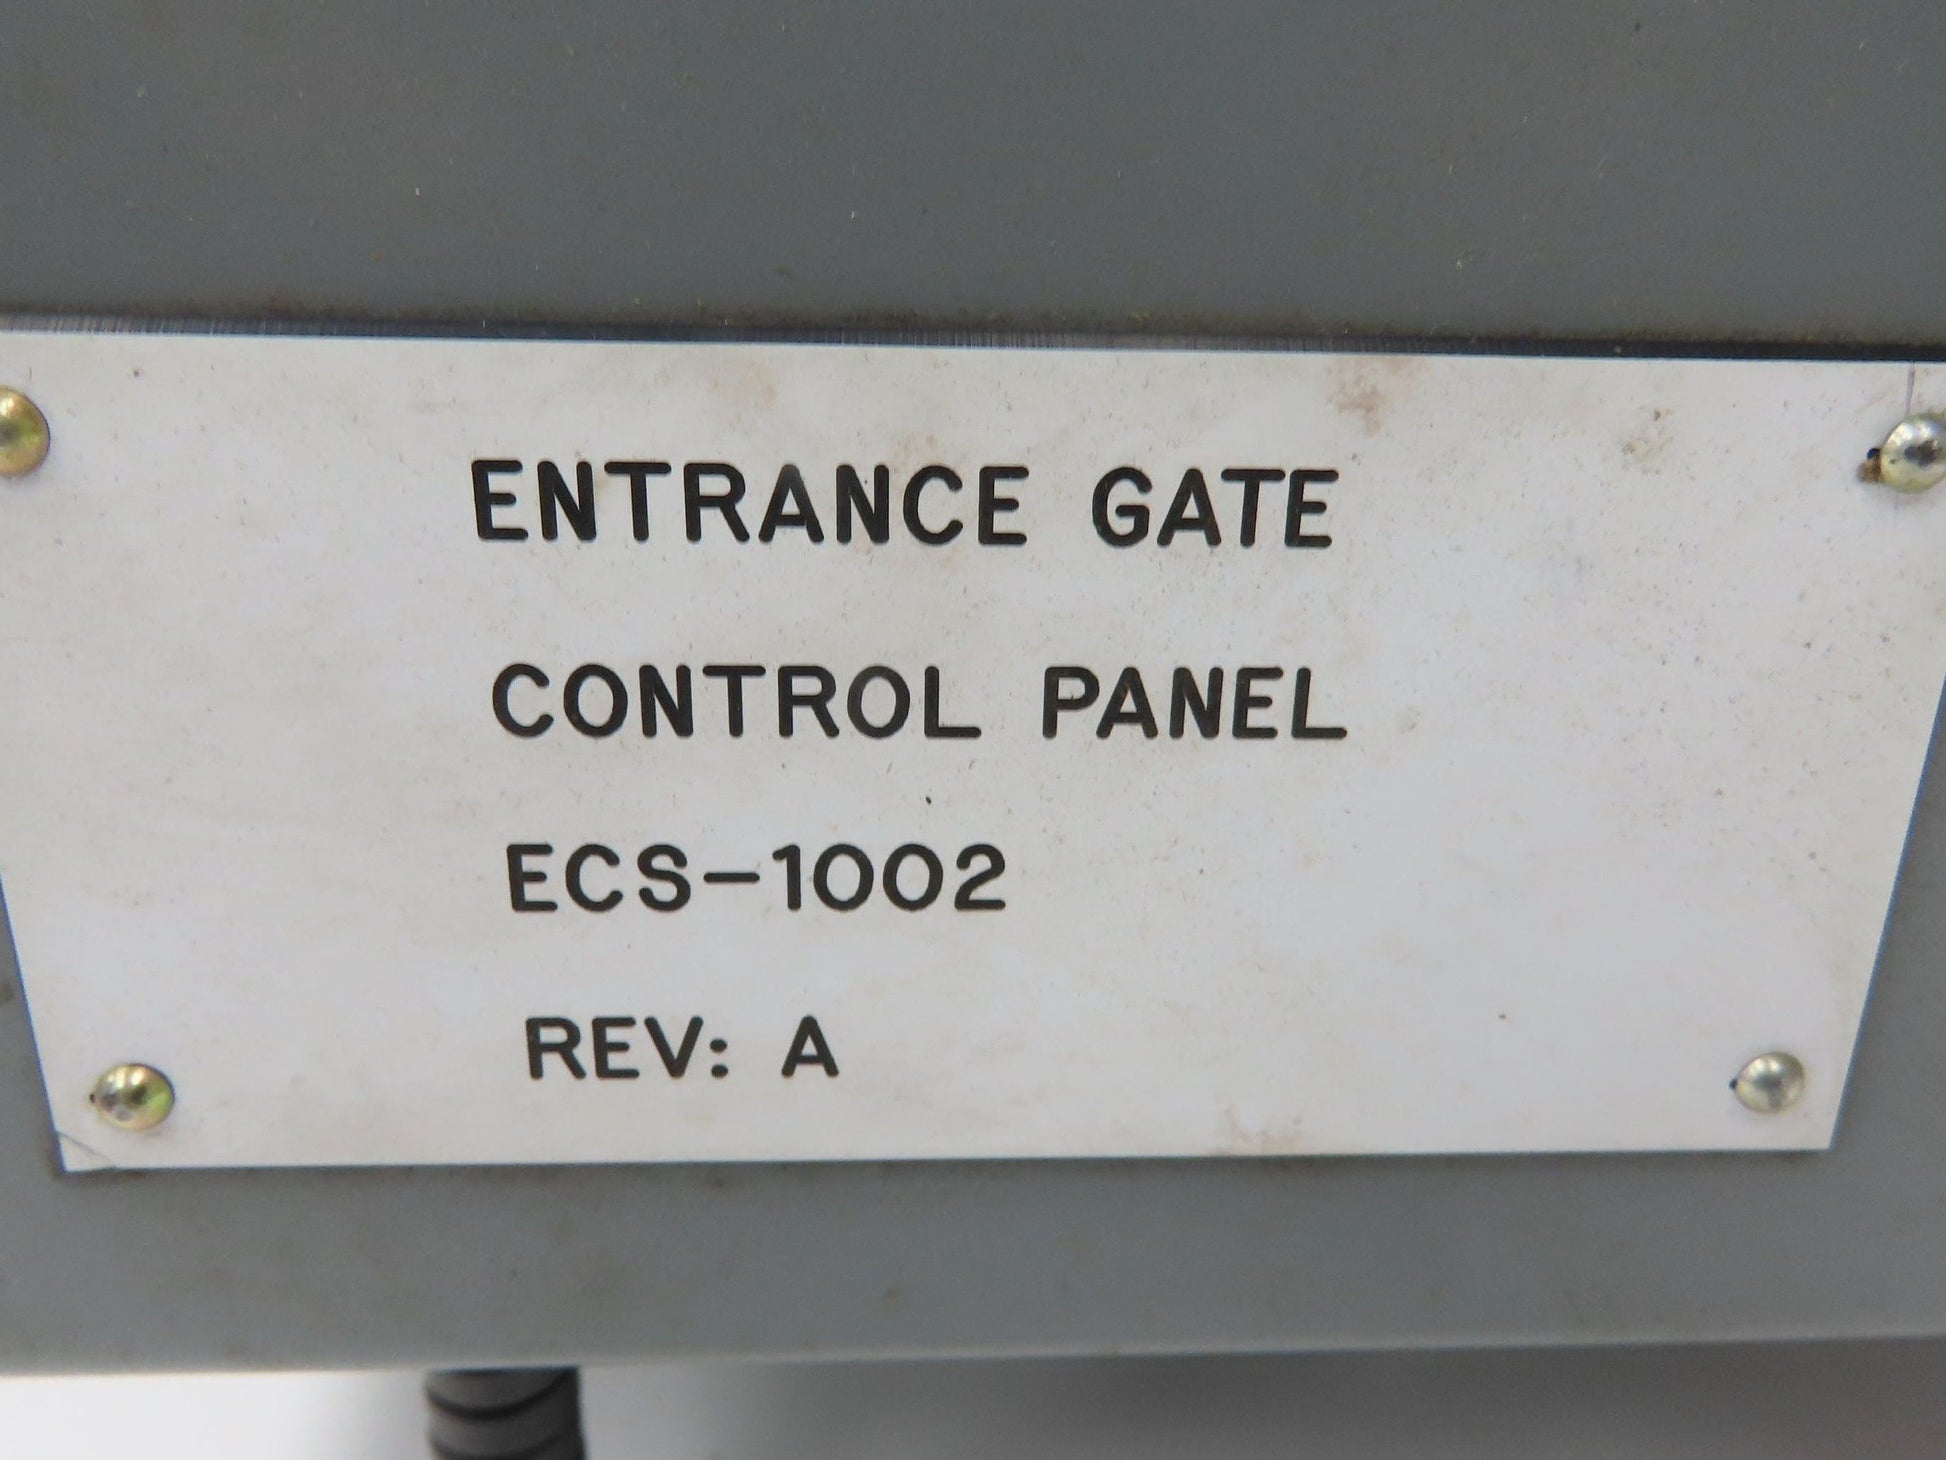 ENTRANCE GATE
CONTROL PANEL
ECS-1002
REV: A